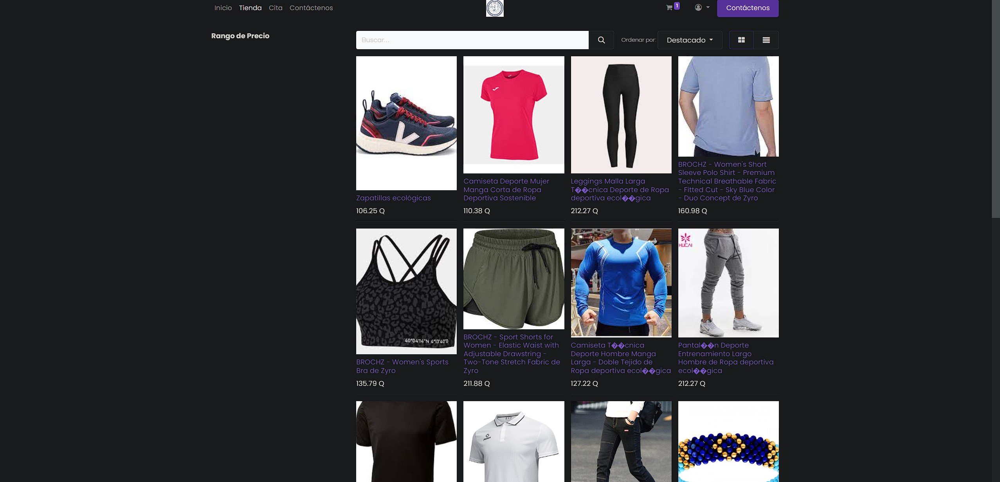 Inicio Tienda Cita Contáctenos 1 Contáctenos
Rango de Precio
Buscar...
Ordenar por: Destacado
Zapatillas ecológicas
106.25 Q
Camiseta Deporte Mujer
Manga Corta de Ropa
Deportiva Sostenible
110.38 Q
Leggings Malla Larga
T��cnica Deporte de Ropa
deportiva ecol��gica
212.27 Q
BROCHZ - Women's Short
Sleeve Polo Shirt - Premium
Technical Breathable Fabric
- Fitted Cut - Sky Blue Color
- Duo Concept de Zyro
160.98 Q
40°04'14"N 4°13'40"0
BROCHZ - Women's Sports
Bra de Zyro
135.79 Q
BROCHZ - Sport Shorts for
Women - Elastic Waist with
Adjustable Drawstring -
Two-Tone Stretch Fabric de
Zyro
211.88 Q
Camiseta T��cnica
Deporte Hombre Manga
Larga - Doble Tejido de
Ropa deportiva ecol��gica
127.22 Q
HUCAI
Pantal��n Deporte
Entrenamiento Largo
Hombre de Ropa deportiva
ecol��gica
212.27 Q